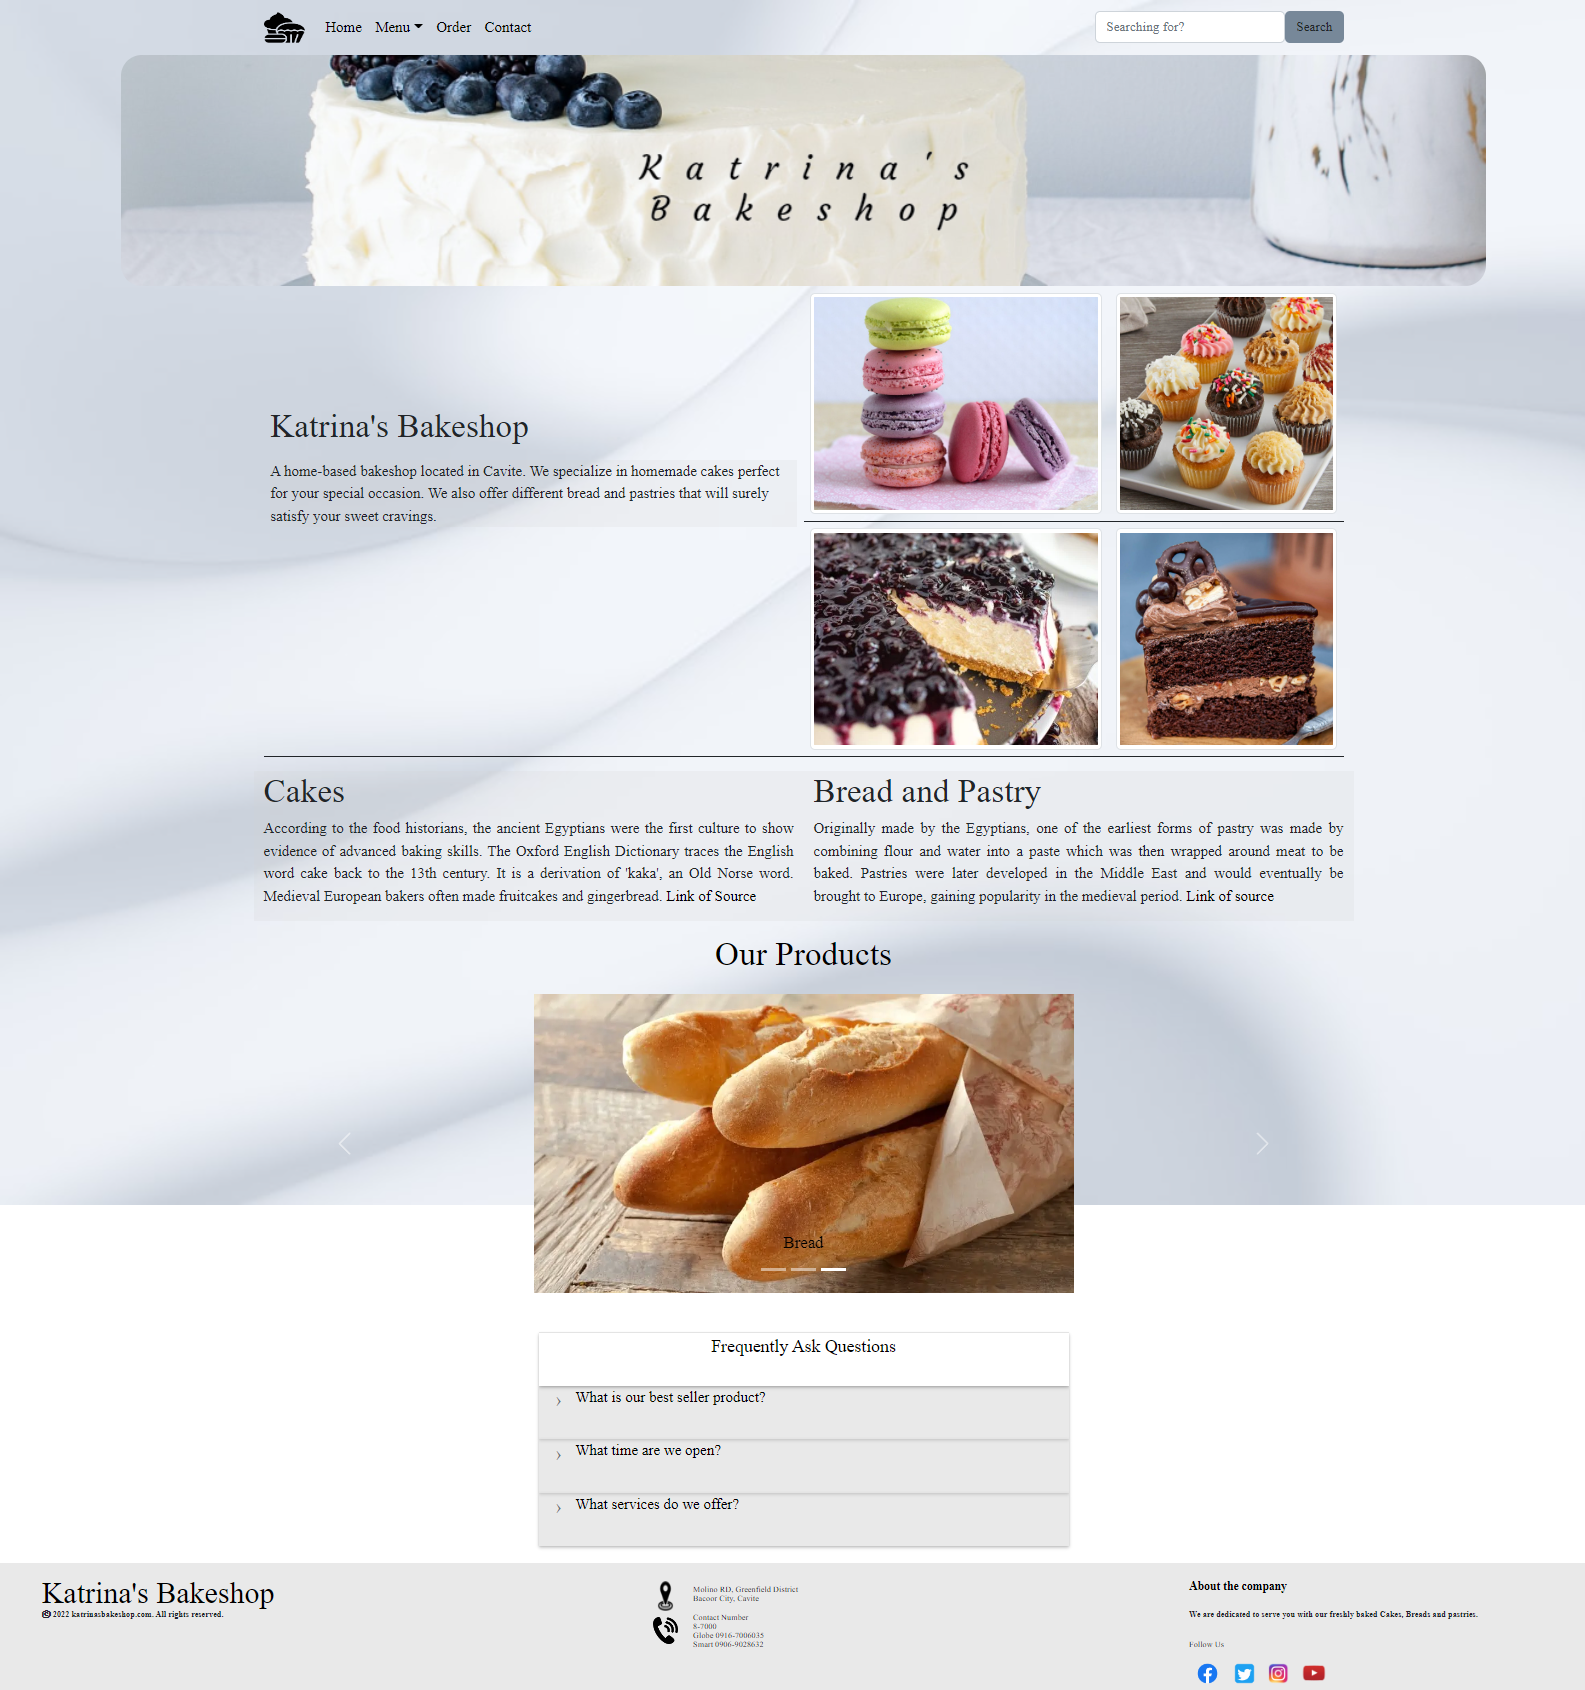 Home Menu Order Contact
Searching for? Search
Katrina's
Bakeshop
Katrina's Bakeshop
A home-based bakeshop located in Cavite. We specialize in homemade cakes perfect
for your special occasion. We also offer different bread and pastries that will surely
satisfy your sweet cravings.
Cakes
According to the food historians, the ancient Egyptians were the first culture to show
evidence of advanced baking skills. The Oxford English Dictionary traces the English
word cake back to the 13th century. It is a derivation of 'kaka', an Old Norse word.
Medieval European bakers often made fruitcakes and gingerbread. Link of Source
Bread and Pastry
Originally made by the Egyptians, one of the earliest forms of pastry was made by
combining flour and water into a paste which was then wrapped around meat to be
baked. Pastries were later developed in the Middle East and would eventually be
brought to Europe, gaining popularity in the medieval period. Link of source
Our Products
Bread
Frequently Ask Questions
What is our best seller product?
What time are we open?
What services do we offer?
Katrina's Bakeshop
© 2022 katrinasbakeshop.com. All rights reserved.
Molino RD, Greenfield District
Bacoor City, Cavite
Contact Number
8-7000
Globe 0916-7006035
Smart 0906-9028632
About the company
We are dedicated to serve you with our freshly baked Cakes, Breads and pastries.
Follow Us